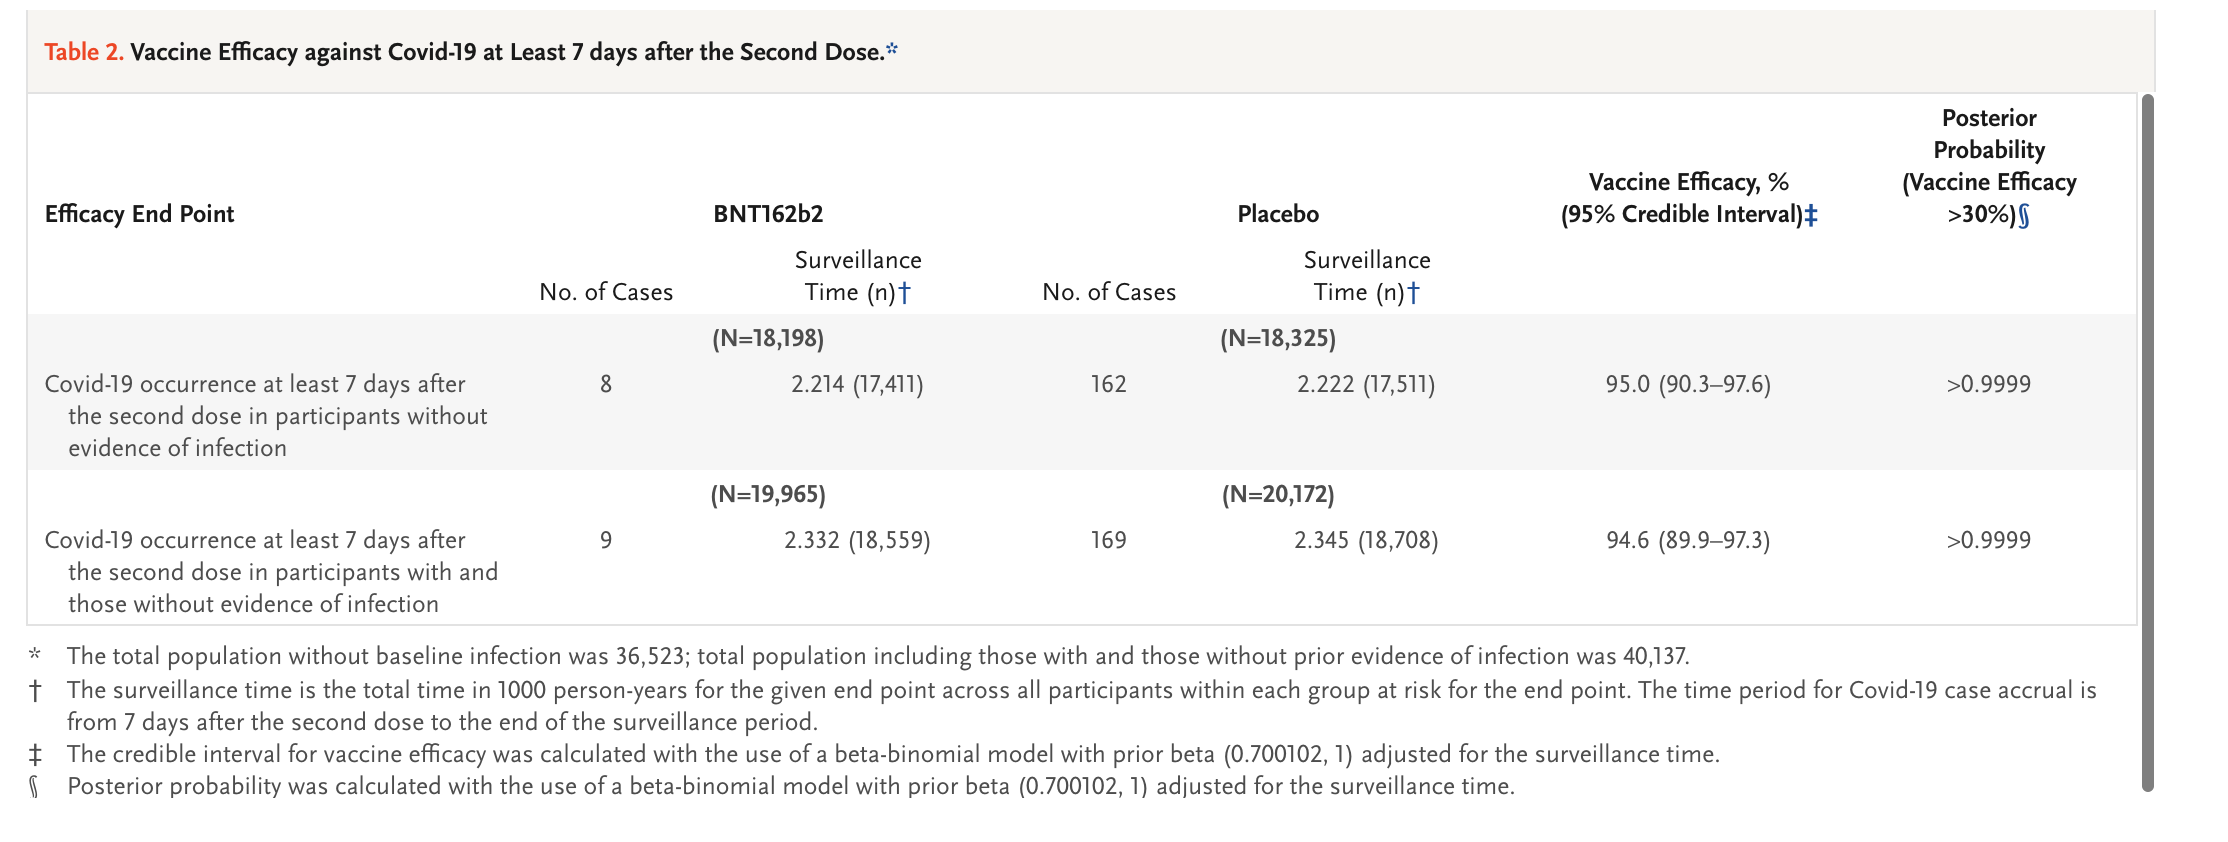 Table 2. Vaccine Efficacy against Covid-19 at Least 7 days after the Second Dose.*
Posterior
Probability
Vaccine Efficacy, % (Vaccine Efficacy
Efficacy End Point BNT162b2 Placebo (95% Credible Interval)‡ >30%)§
Surveillance Surveillance
No. of Cases Time (n)† No. of Cases Time (n)†
(N=18,198) (N=18,325)
Covid-19 occurrence at least 7 days after 8 2.214 (17,411) 162 2.222 (17,511) 95.0 (90.3–97.6) >0.9999
the second dose in participants without
evidence of infection
(N=19,965) (N=20,172)
Covid-19 occurrence at least 7 days after 9 2.332 (18,559) 169 2.345 (18,708) 94.6 (89.9–97.3) >0.9999
the second dose in participants with and
those without evidence of infection
* The total population without baseline infection was 36,523; total population including those with and those without prior evidence of infection was 40,137.
† The surveillance time is the total time in 1000 person-years for the given end point across all participants within each group at risk for the end point. The time period for Covid-19 case accrual is
from 7 days after the second dose to the end of the surveillance period.
‡ The credible interval for vaccine efficacy was calculated with the use of a beta-binomial model with prior beta (0.700102, 1) adjusted for the surveillance time.
§ Posterior probability was calculated with the use of a beta-binomial model with prior beta (0.700102, 1) adjusted for the surveillance time.